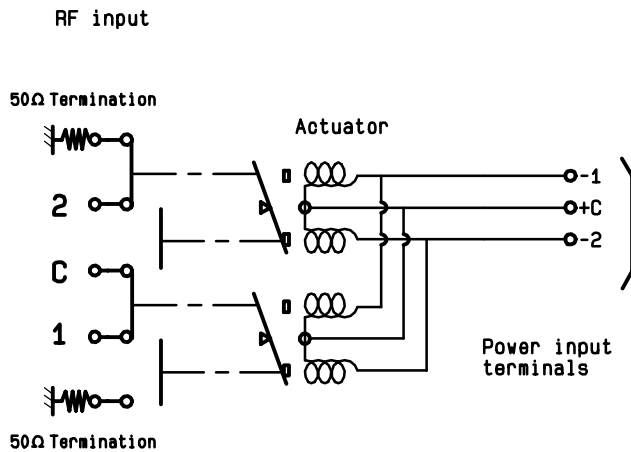 RF input
50Ω Termination
Actuator
-1
2
+C
-2
C
1
Power input
terminals
50Ω Termination